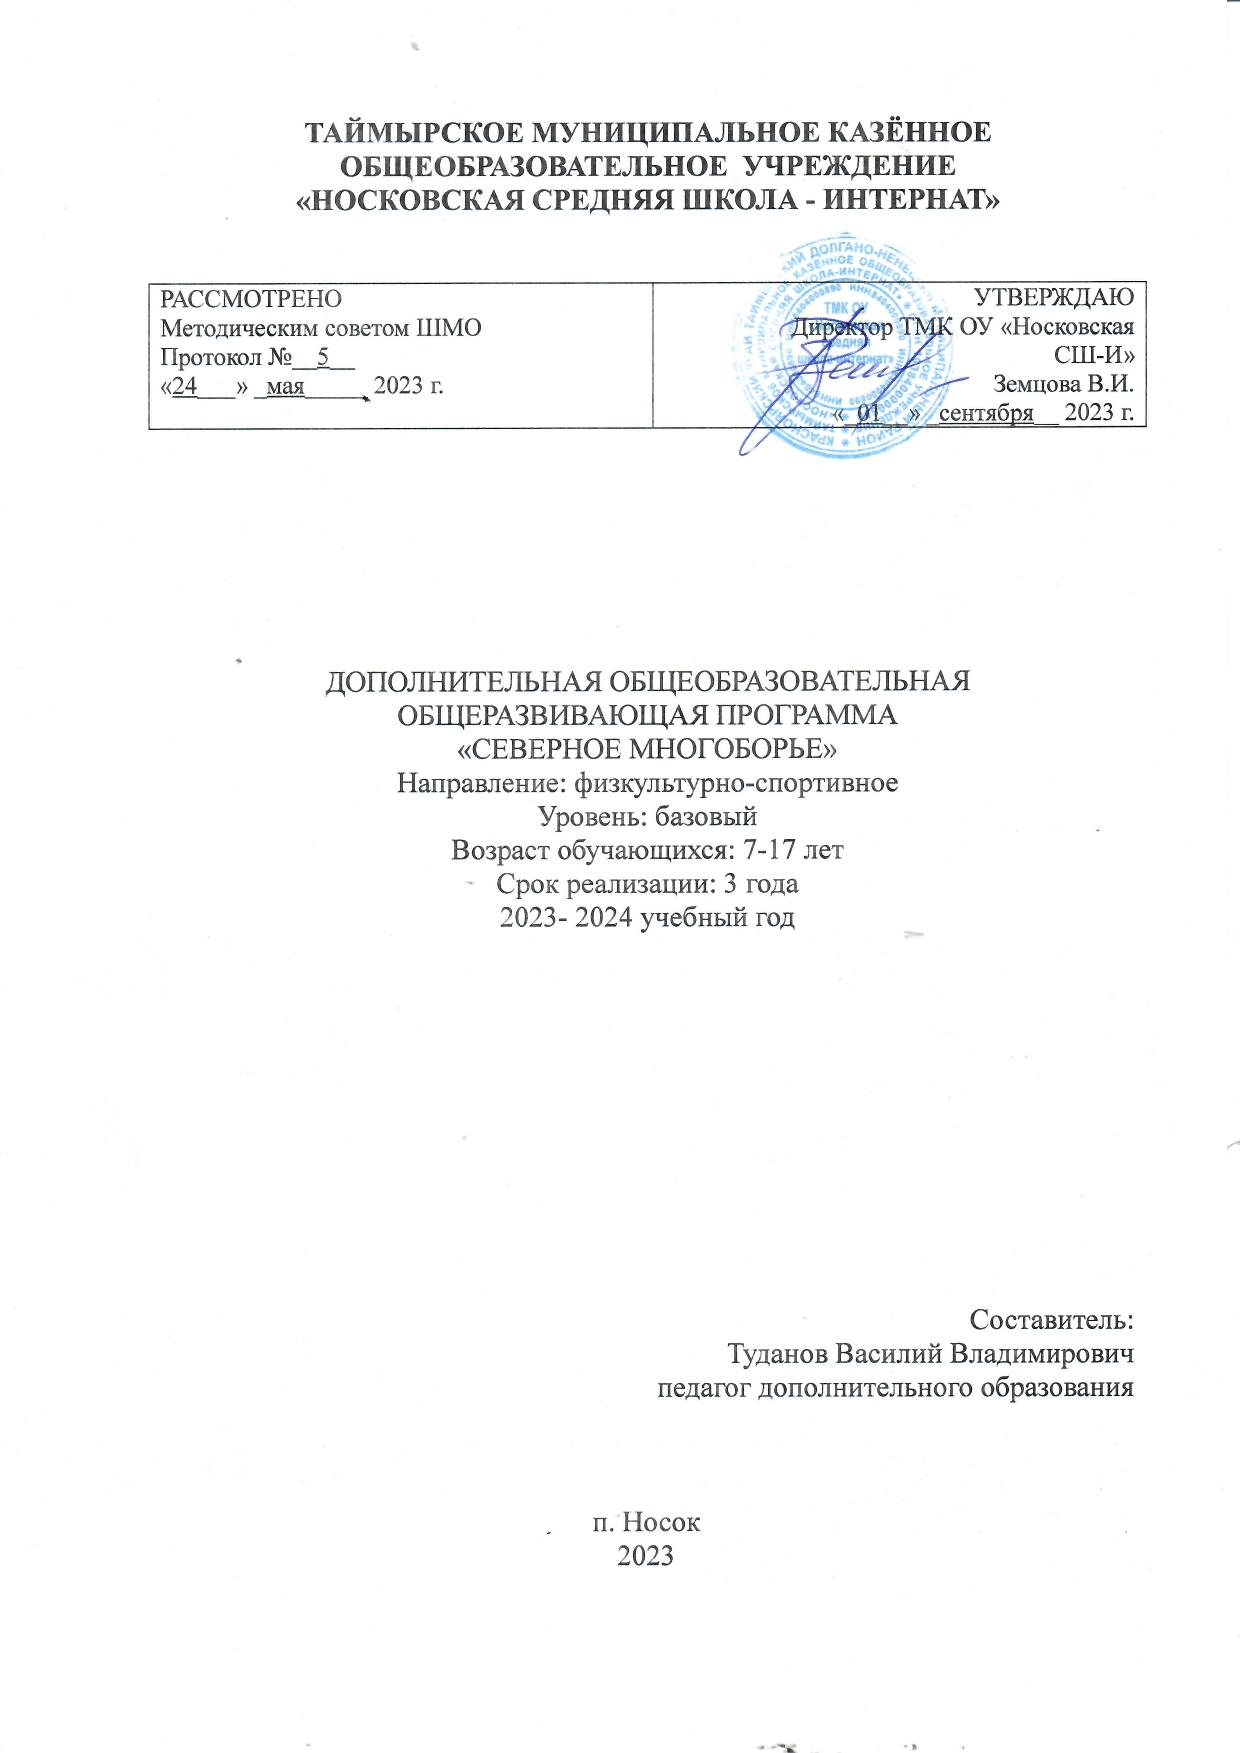 ТАЙМЫРСКОЕ МУНИЦИПАЛЬНОЕ КАЗЁННОЕ
ОБЩЕОБРАЗОВАТЕЛЬНОЕ УЧРЕЖДЕНИЕ
«НОСКОВСКАЯ СРЕДНЯЯ ШКОЛА - ИНТЕРНАТ»
РАССМОТРЕНО
Методическим советом ШМО
Протокол №__5__
«24___» _мая_____ 2023 г.
УТВЕРЖДАЮ
Директор ТМК ОУ «Носковская
СШ-И»
Земцова В.И.
«_01__» _сентября__ 2023 г.
ДОПОЛНИТЕЛЬНАЯ ОБЩЕОБРАЗОВАТЕЛЬНАЯ
ОБЩЕРАЗВИВАЮЩАЯ ПРОГРАММА
«СЕВЕРНОЕ МНОГОБОРЬЕ»
Направление: физкультурно-спортивное
Уровень: базовый
Возраст обучающихся: 7-17 лет
Срок реализации: 3 года
2023- 2024 учебный год
Составитель:
Туданов Василий Владимирович
педагог дополнительного образования
п. Носок
2023